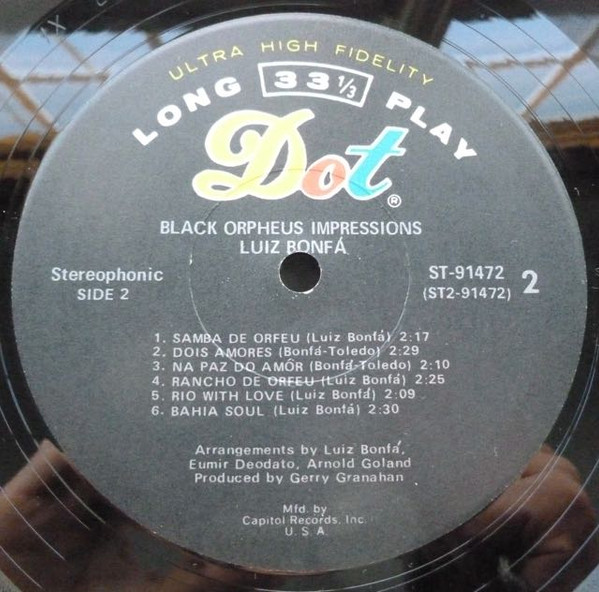 ULTRA HIGH FIDELITY
LONG 33 1/3 PLAY
Dot®
BLACK ORPHEUS IMPRESSIONS
LUIZ BONFÁ
Stereophonic
SIDE 2
ST-91472
(ST2-91472)
2
1. SAMBA DE ORFEU (Luiz Bonfá) 2:17
2. DOIS AMORES (Bonfá-Toledo) 2:29
3. NA PAZ DO AMÔR (Bonfá-Toledo) 2:10
4. RANCHO DE ORFEU (Luiz Bonfá) 2:25
5. RIO WITH LOVE (Luiz Bonfá) 2:09
6. BAHIA SOUL (Luiz Bonfá) 2:30
Arrangements by Luiz Bonfá,
Eumir Deodato, Arnold Goland
Produced by Gerry Granahan
Mfd. by
Capitol Records, Inc.
U. S. A.